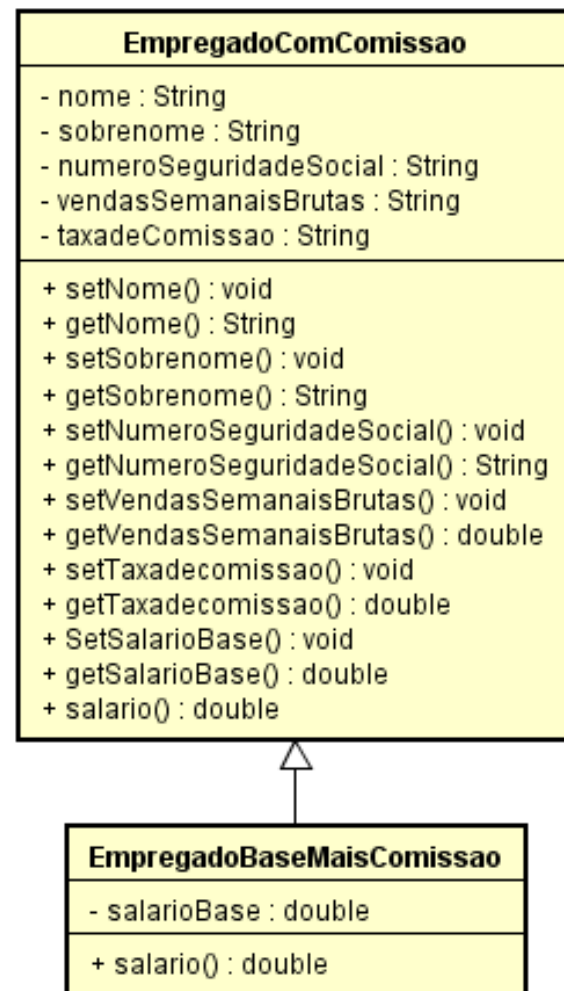 EmpregadoComComissao
- nome : String
- sobrenome : String
- numeroSeguridadeSocial : String
- vendasSemanaisBrutas : String
- taxadeComissao : String
+ setNome() : void
+ getNome() : String
+ setSobrenome() : void
+ getSobrenome() : String
+ setNumeroSeguridadeSocial() : void
+ getNumeroSeguridadeSocial() : String
+ setVendasSemanaisBrutas() : void
+ getVendasSemanaisBrutas() : double
+ setTaxadecomissao() : void
+ getTaxadecomissao() : double
+ SetSalarioBase() : void
+ getSalarioBase() : double
+ salario() : double
EmpregadoBaseMaisComissao
- salarioBase : double
+ salario() : double